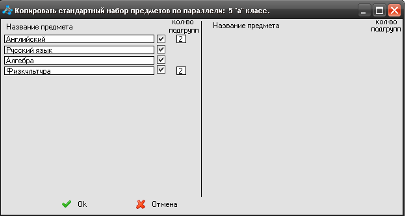 Копировать стандартный набор предметов по параллели: 5 "а" класс.
Название предмета
кол-во
подгрупп
Английский 2
Русский язык
Алгебра
Физкультура 2
Название предмета
кол-во
подгрупп
Ok
Отмена